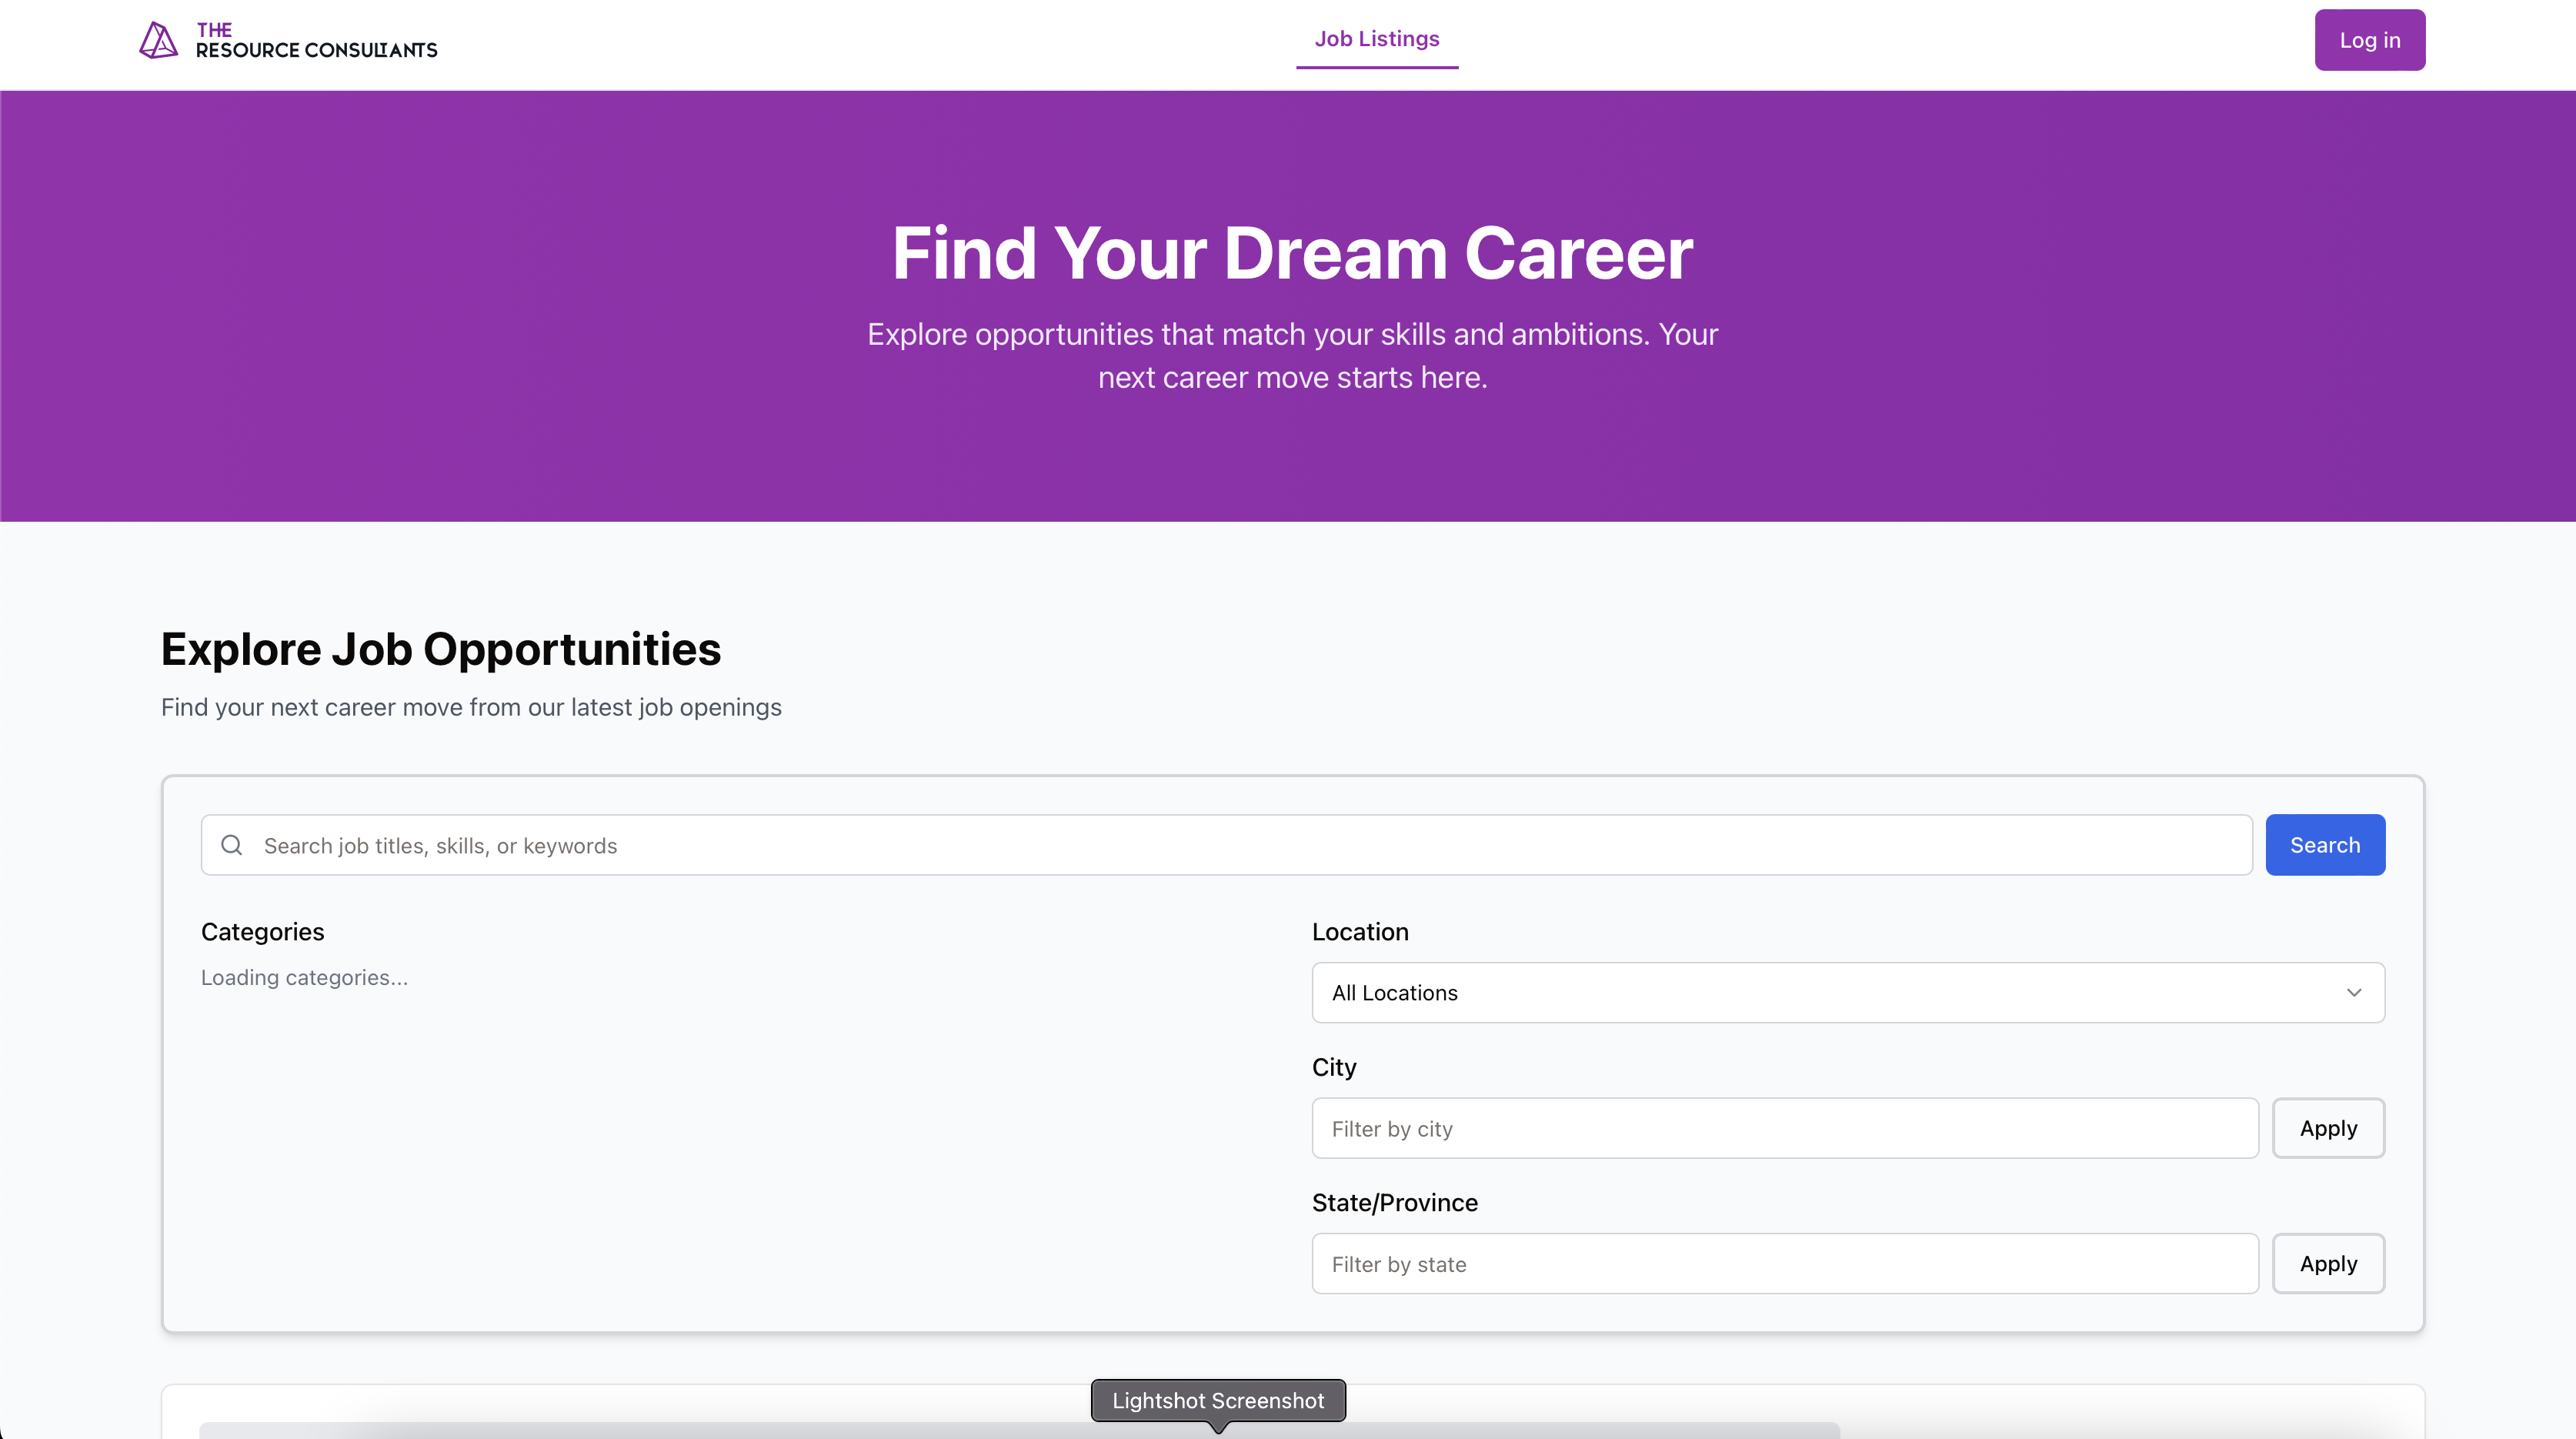 THE
RESOURCE CONSULTANTS
Job Listings
Log in
Find Your Dream Career
Explore opportunities that match your skills and ambitions. Your
next career move starts here.
Explore Job Opportunities
Find your next career move from our latest job openings
Search job titles, skills, or keywords
Search
Categories
Loading categories...
Location
All Locations
City
Filter by city
Apply
State/Province
Filter by state
Apply
Lightshot Screenshot